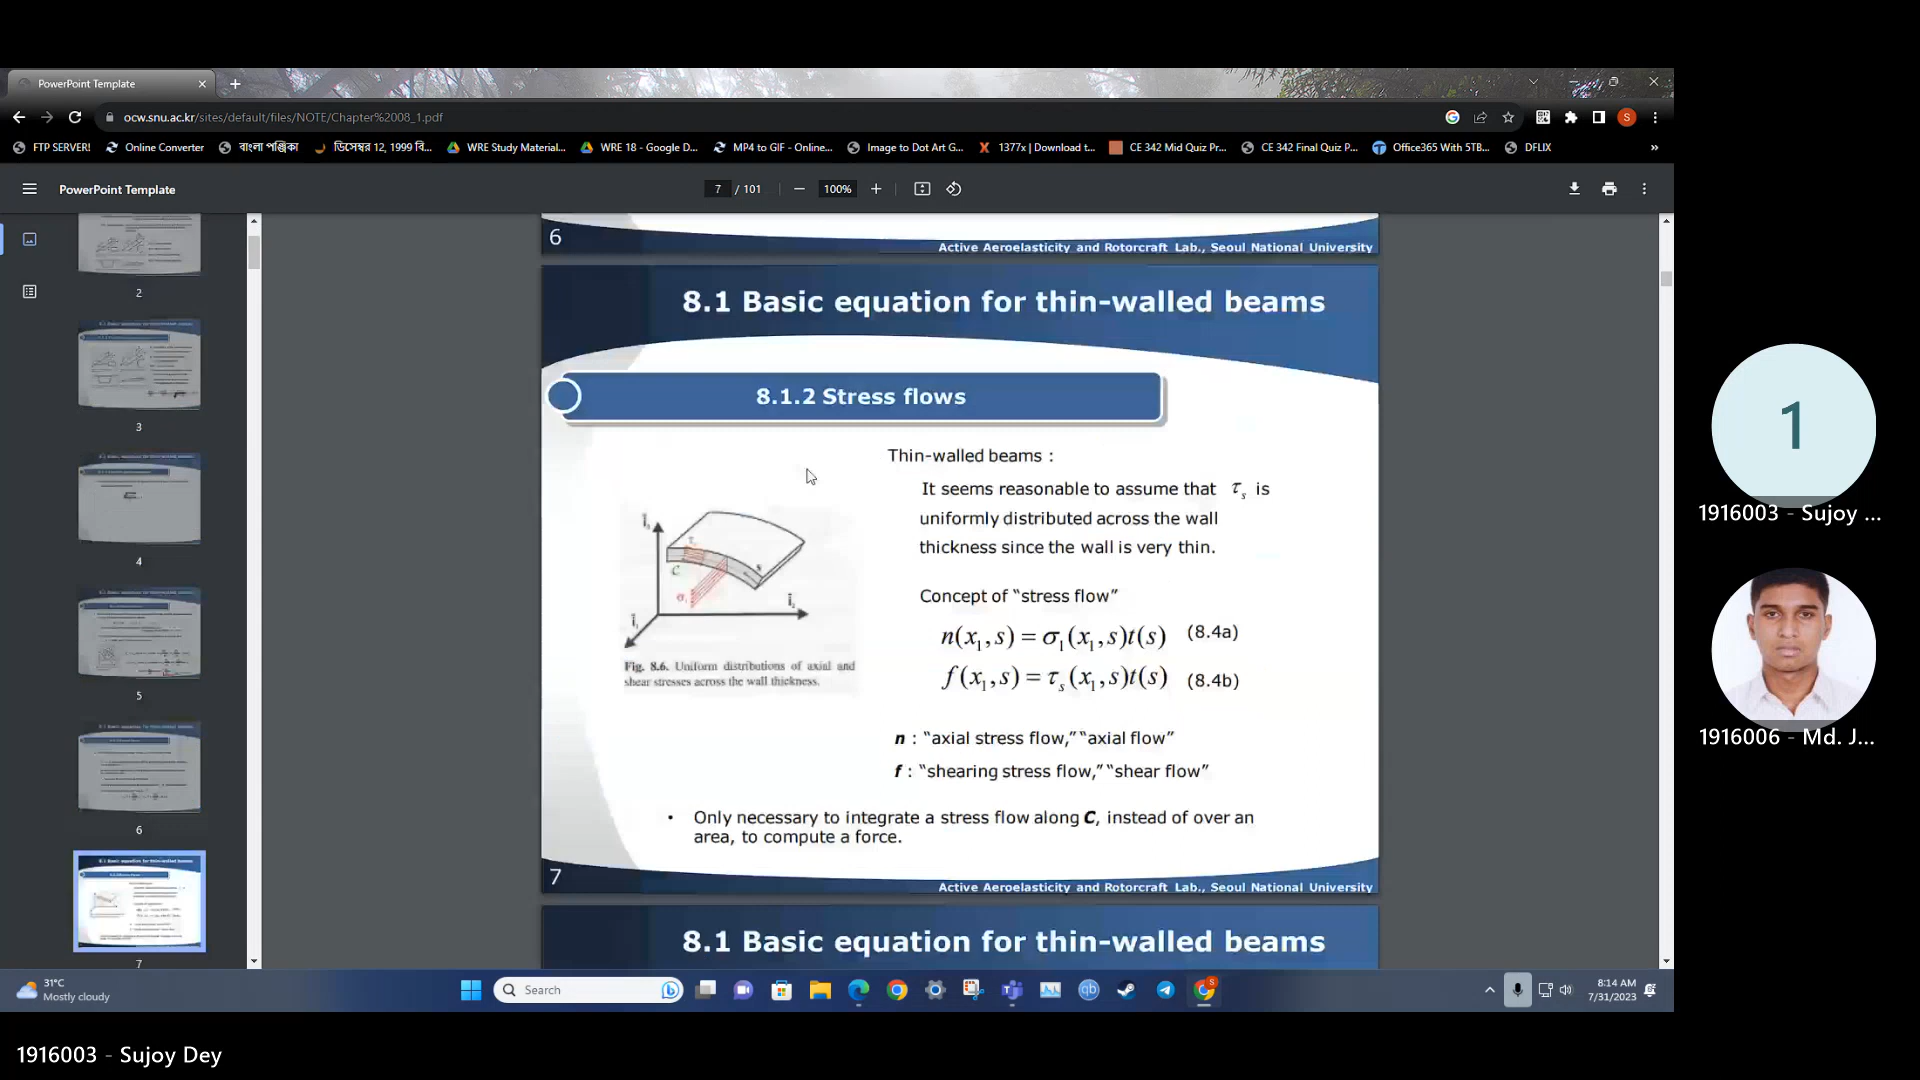 PowerPoint Template
ocw.snu.ac.kr/sites/default/files/NOTE/Chapter%2008_1.pdf
S
FTP SERVER!
Online Converter
বাংলা পঞ্জিকা
ডিসেম্বর 12, 1999 বি...
WRE Study Material...
WRE 18 - Google D...
MP4 to GIF - Online...
Image to Dot Art G...
1377x | Download t...
CE 342 Mid Quiz Pr...
CE 342 Final Quiz P...
Office365 With 5TB...
DFLIX
»
PowerPoint Template
7 / 101
100%
2
3
4
5
6
7
6
Active Aeroelasticity and Rotorcraft Lab., Seoul National University
8.1 Basic equation for thin-walled beams
8.1.2 Stress flows
Thin-walled beams :
It seems reasonable to assume that τs is
uniformly distributed across the wall
thickness since the wall is very thin.
Concept of “stress flow”
n(x1,s) = σ1(x1,s)t(s) (8.4a)
f(x1,s) = τs(x1,s)t(s) (8.4b)
C
s
Fig. 8.6. Uniform distributions of axial and
shear stresses across the wall thickness.
n : “axial stress flow,” “axial flow”
f : “shearing stress flow,” “shear flow”
• Only necessary to integrate a stress flow along C, instead of over an
area, to compute a force.
7
Active Aeroelasticity and Rotorcraft Lab., Seoul National University
8.1 Basic equation for thin-walled beams
1
1916003 - Sujoy ...
1916006 - Md. J...
31°C
Mostly cloudy
Search
8:14 AM
7/31/2023
1916003 - Sujoy Dey